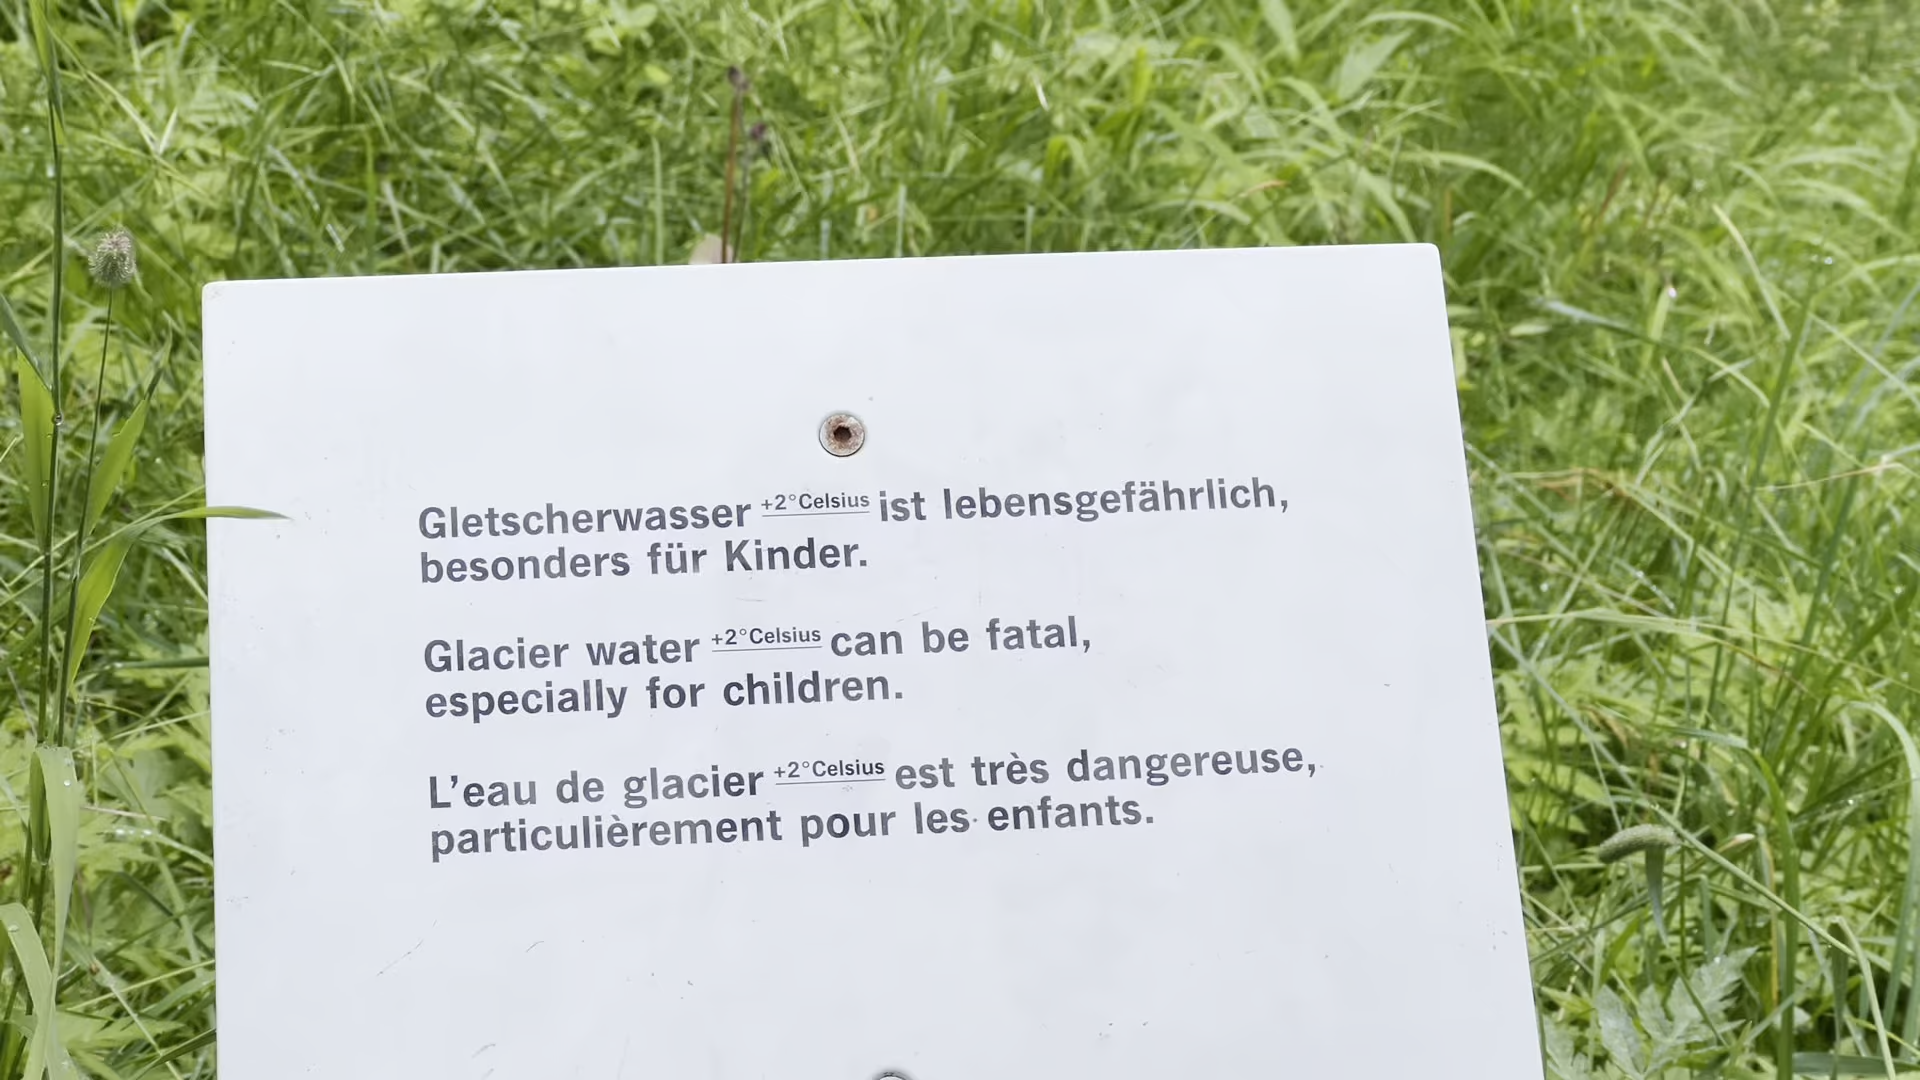 Gletscherwasser +2°Celsius ist lebensgefährlich,
besonders für Kinder.
Glacier water +2°Celsius can be fatal,
especially for children.
L'eau de glacier +2°Celsius est très dangereuse,
particulièrement pour les enfants.